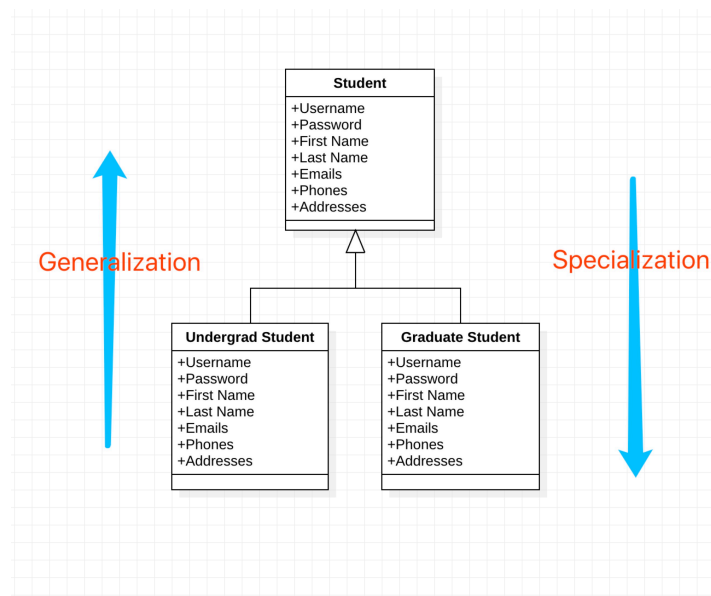 Student
+Username
+Password
+First Name
+Last Name
+Emails
+Phones
+Addresses
Generalization
Specialization
Undergrad Student
+Username
+Password
+First Name
+Last Name
+Emails
+Phones
+Addresses
Graduate Student
+Username
+Password
+First Name
+Last Name
+Emails
+Phones
+Addresses